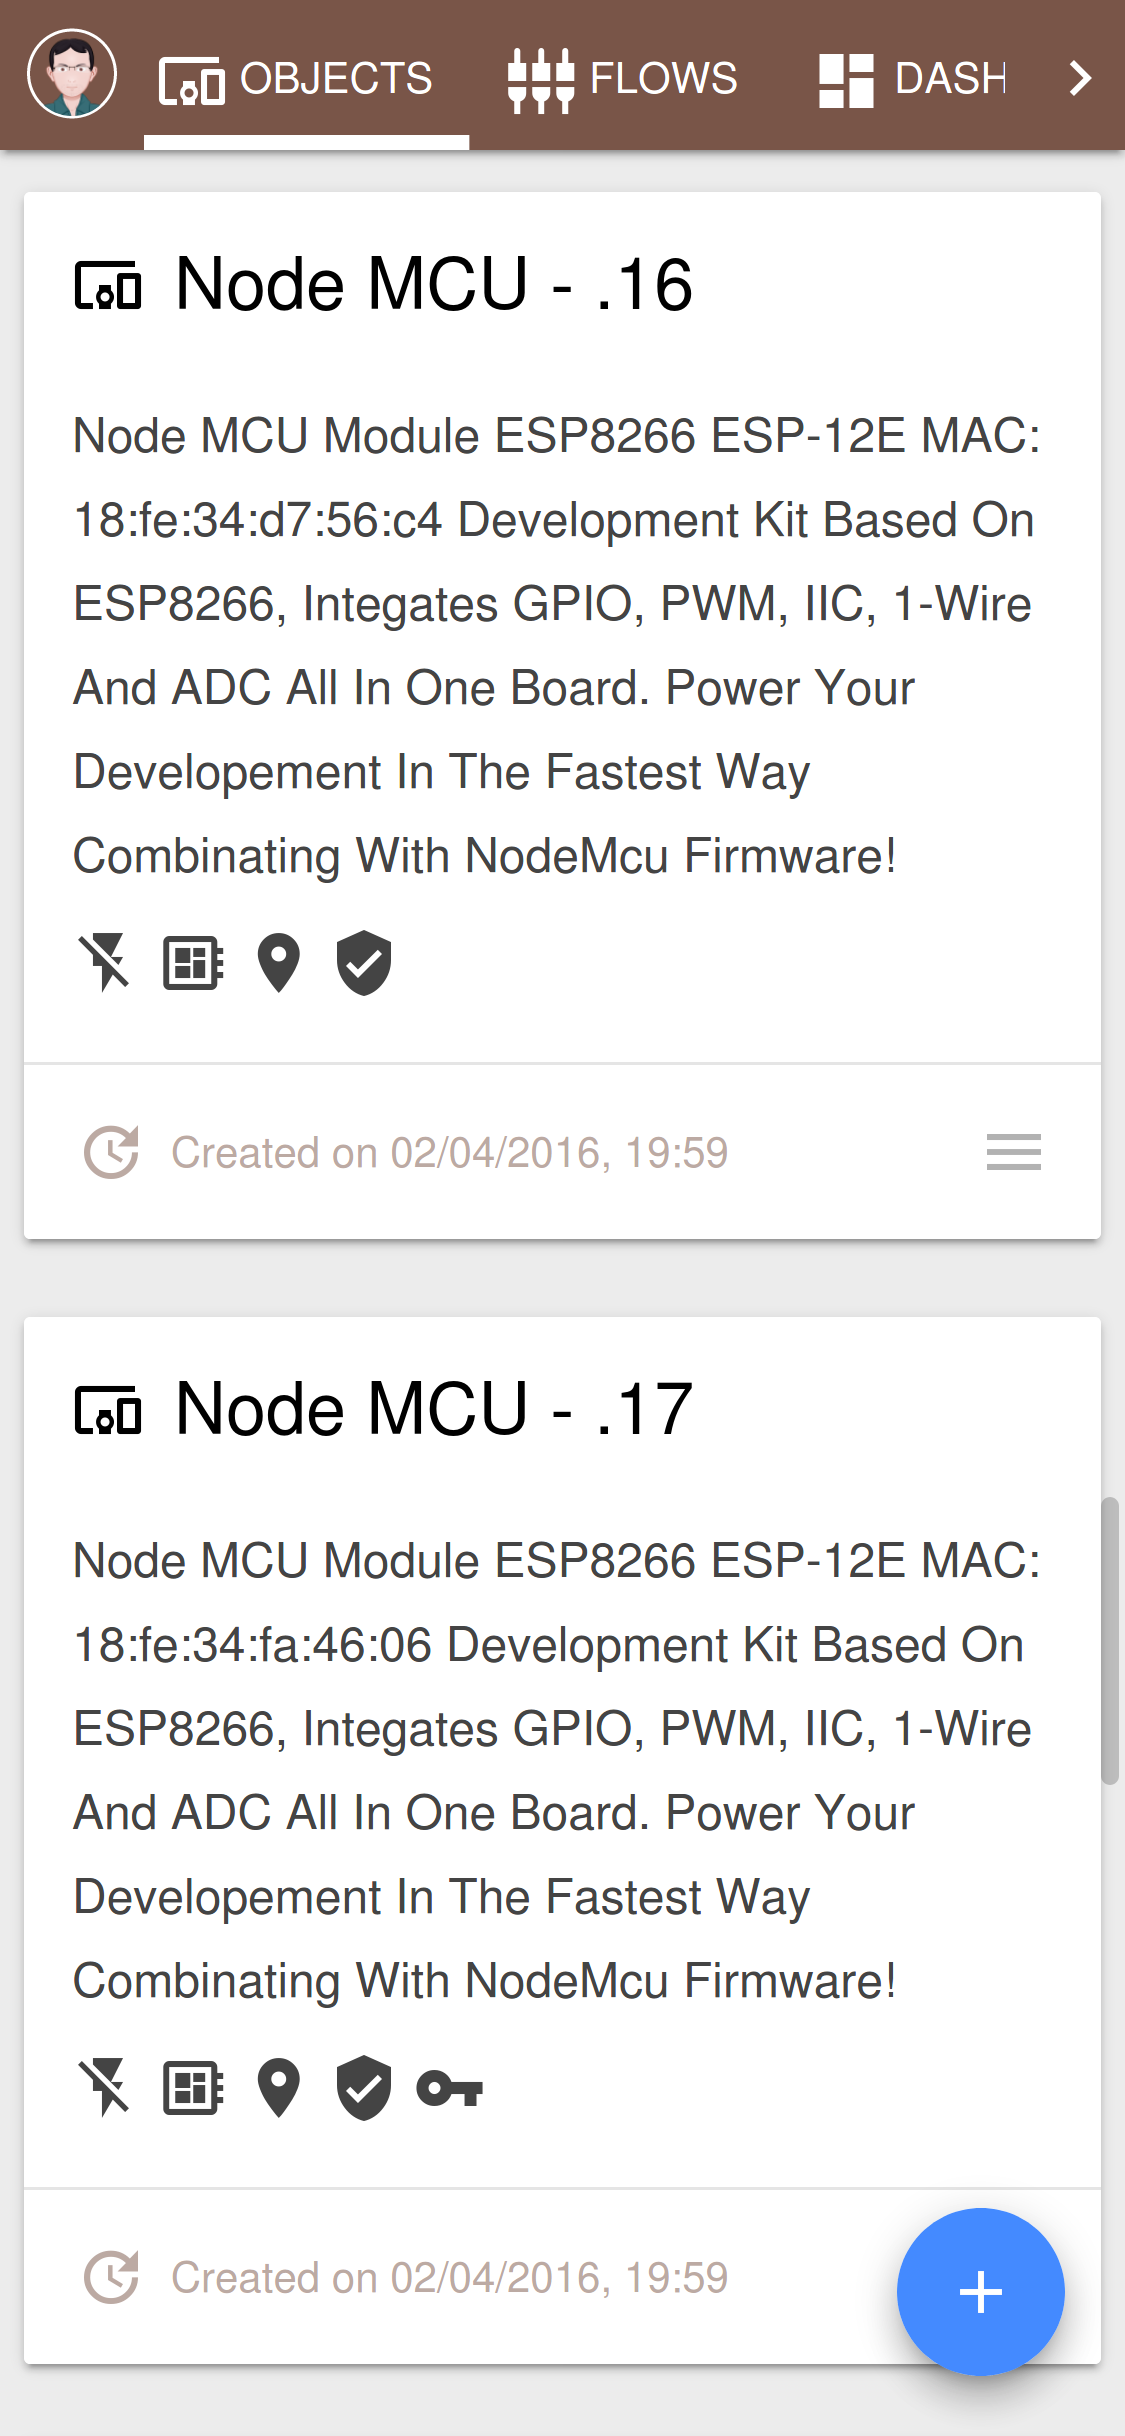 OBJECTS FLOWS DASH
Node MCU - .16
Node MCU Module ESP8266 ESP-12E MAC:
18:fe:34:d7:56:c4 Development Kit Based On
ESP8266, Integates GPIO, PWM, IIC, 1-Wire
And ADC All In One Board. Power Your
Developement In The Fastest Way
Combinating With NodeMcu Firmware!
Created on 02/04/2016, 19:59
Node MCU - .17
Node MCU Module ESP8266 ESP-12E MAC:
18:fe:34:fa:46:06 Development Kit Based On
ESP8266, Integates GPIO, PWM, IIC, 1-Wire
And ADC All In One Board. Power Your
Developement In The Fastest Way
Combinating With NodeMcu Firmware!
Created on 02/04/2016, 19:59